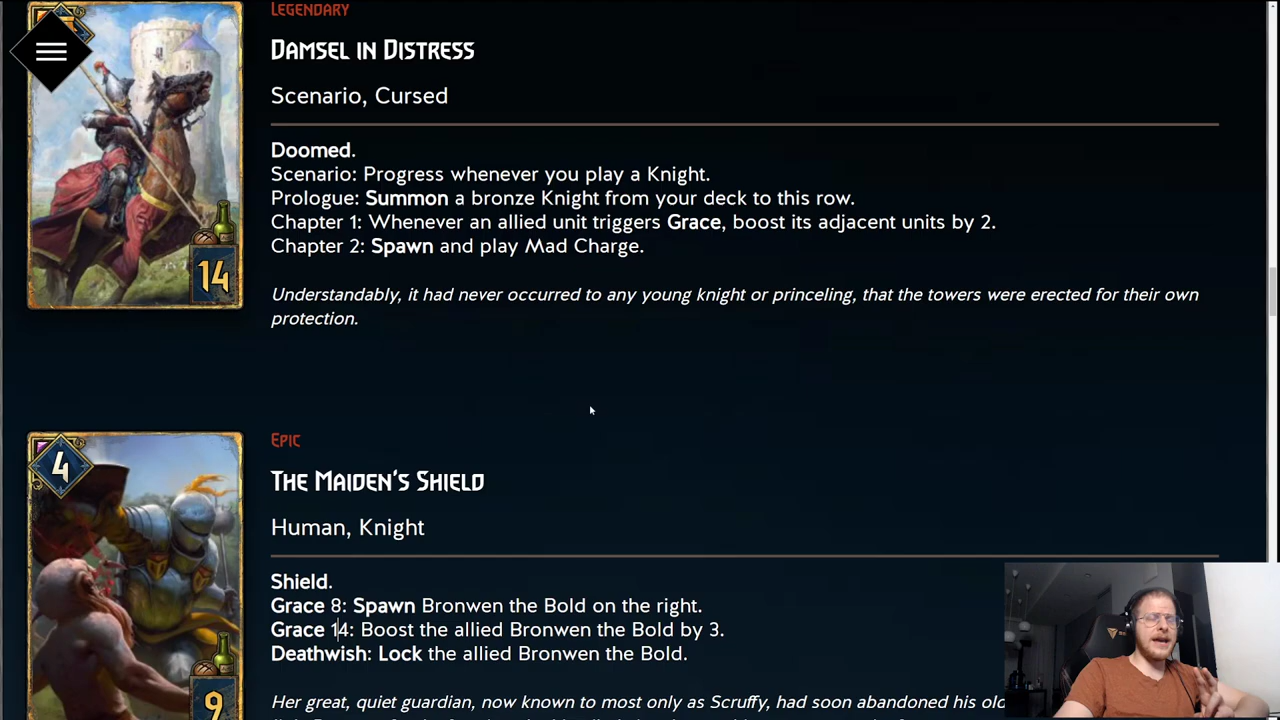 LEGENDARY
DAMSEL IN DISTRESS
Scenario, Cursed
Doomed.
Scenario: Progress whenever you play a Knight.
Prologue: Summon a bronze Knight from your deck to this row.
Chapter 1: Whenever an allied unit triggers Grace, boost its adjacent units by 2.
Chapter 2: Spawn and play Mad Charge.
14
Understandably, it had never occurred to any young knight or princeling, that the towers were erected for their own
protection.
EPIC
4
THE MAIDEN'S SHIELD
Human, Knight
Shield.
Grace 8: Spawn Bronwen the Bold on the right.
Grace 14: Boost the allied Bronwen the Bold by 3.
Deathwish: Lock the allied Bronwen the Bold.
9
Her great, quiet guardian, now known to most only as Scruffy, had soon abandoned his